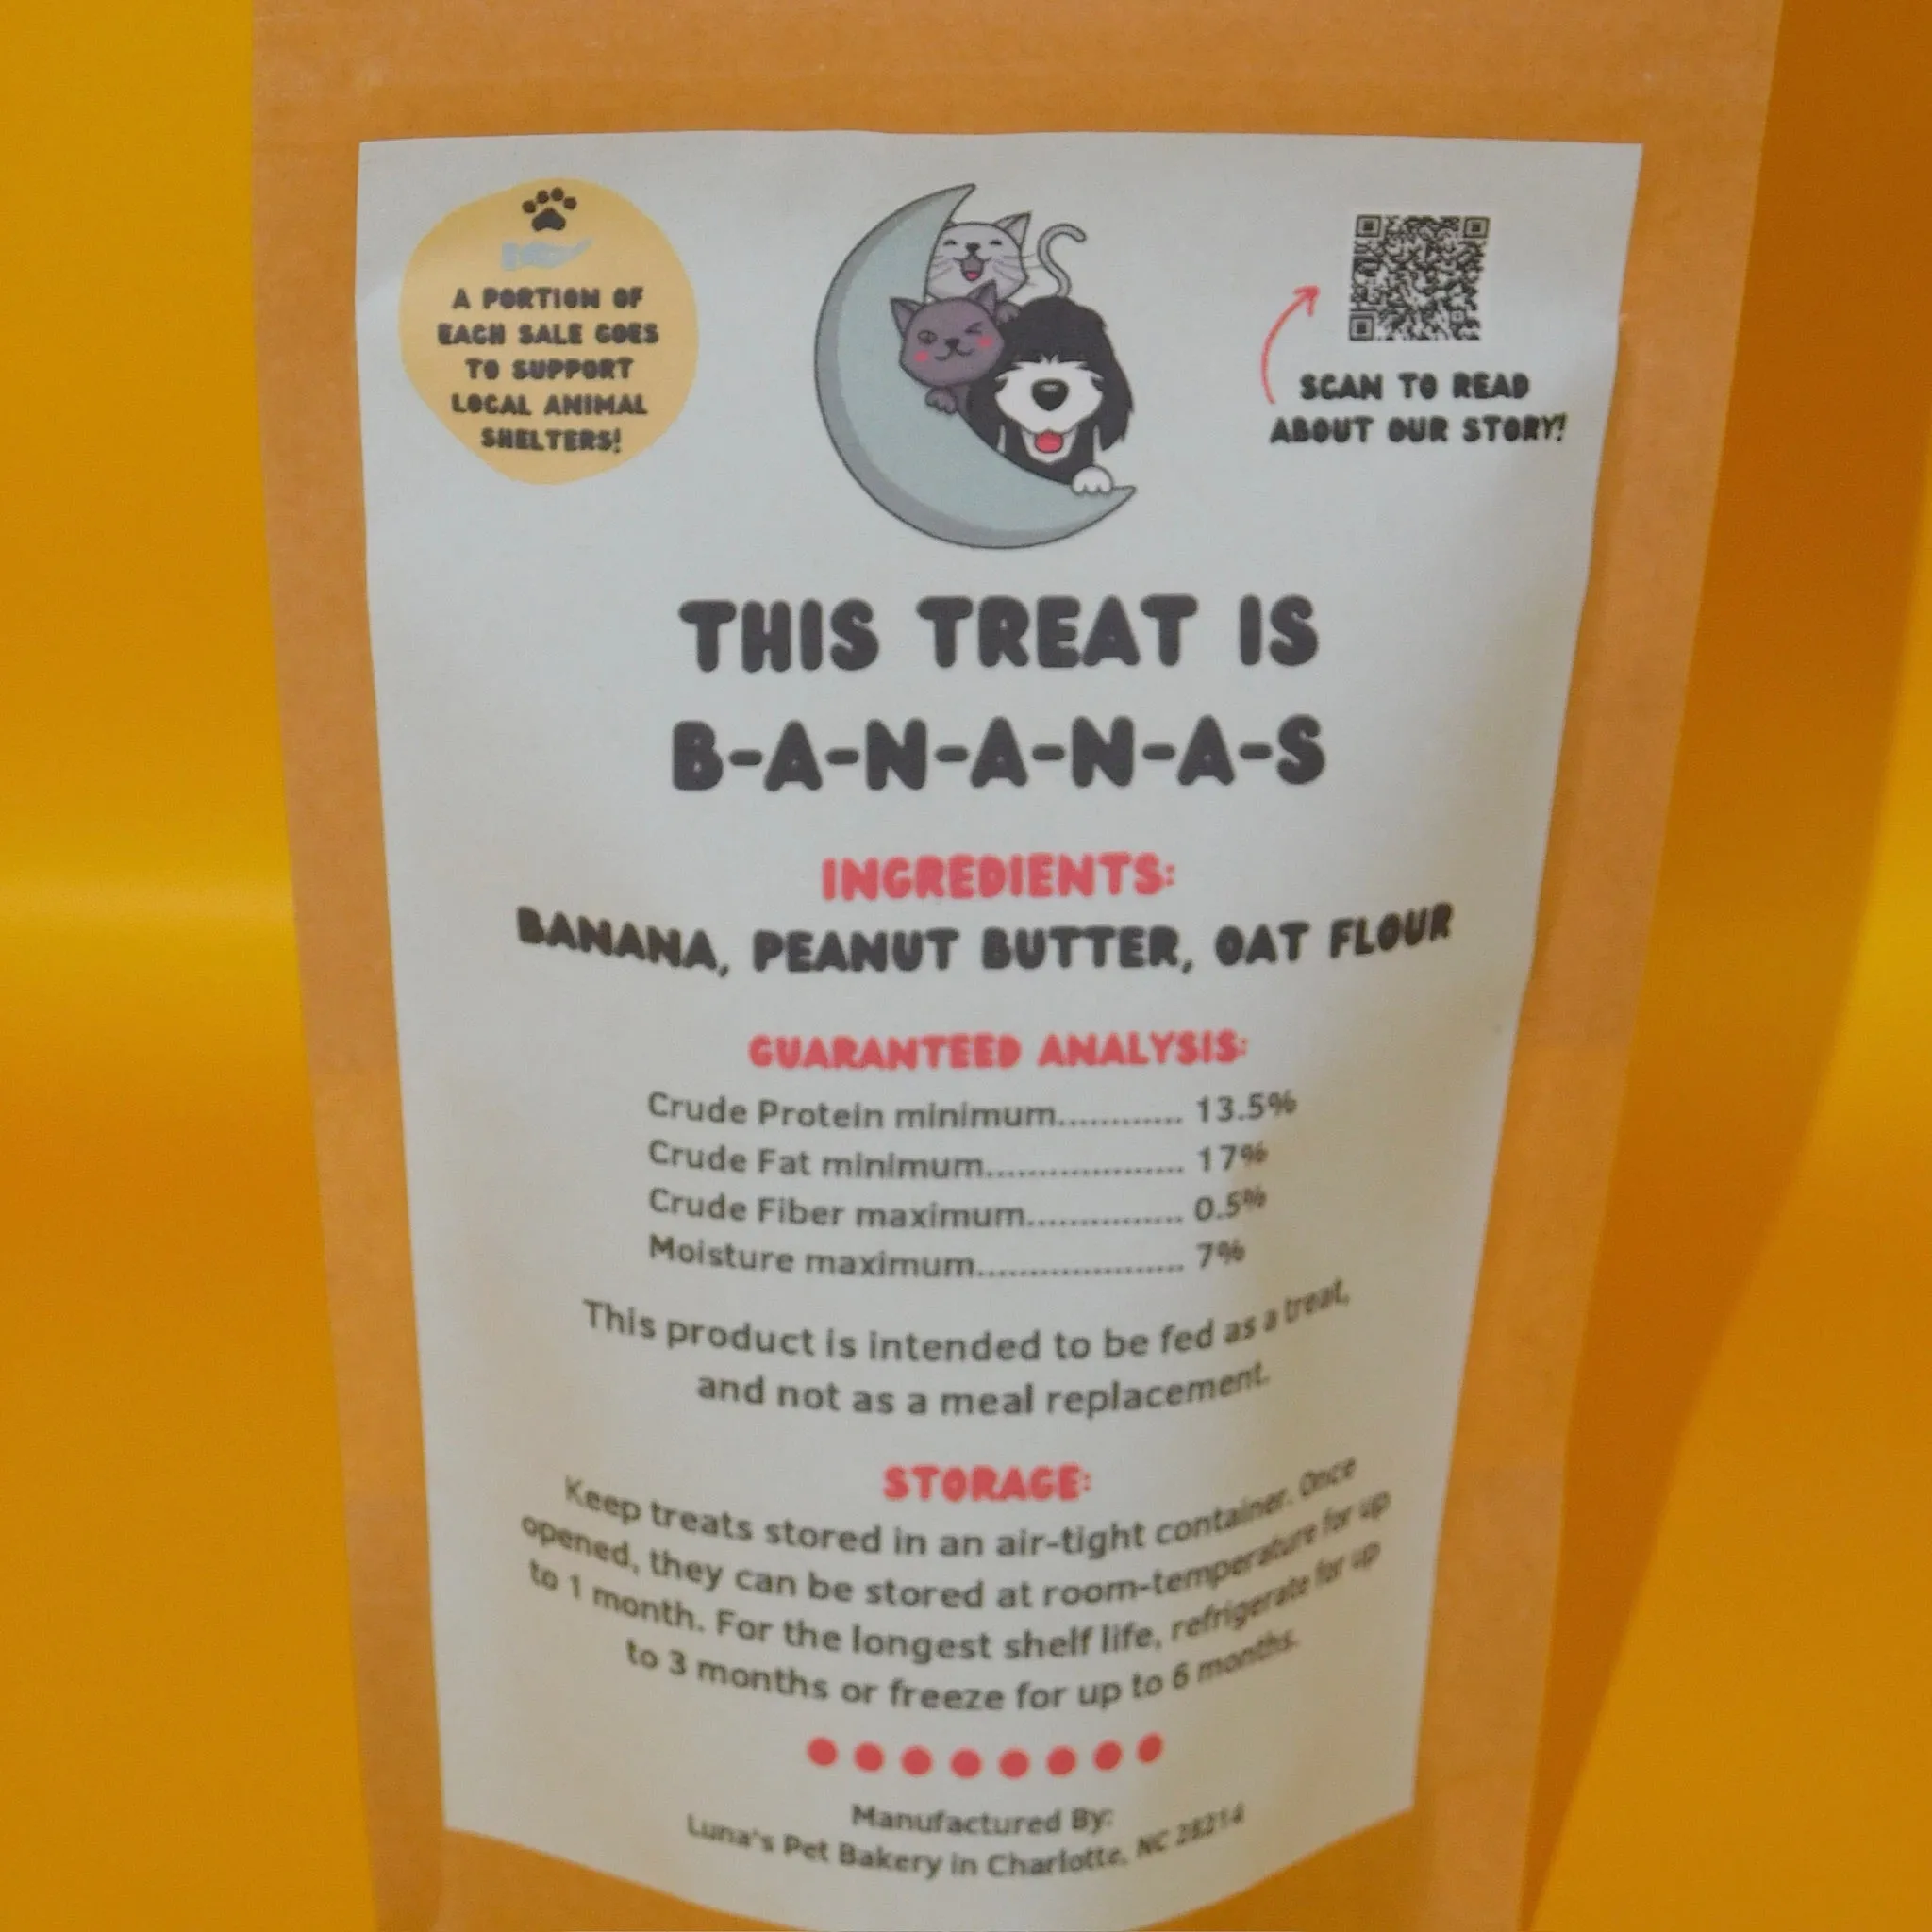 A PORTION OF
EACH SALE GOES
TO SUPPORT
LOCAL ANIMAL
SHELTERS!
SCAN TO READ
ABOUT OUR STORY!
THIS TREAT IS
B-A-N-A-N-A-S
INGREDIENTS:
BANANA, PEANUT BUTTER, OAT FLOUR
GUARANTEED ANALYSIS:
Crude Protein minimum............ 13.5%
Crude Fat minimum................... 17%
Crude Fiber maximum............... 0.5%
Moisture maximum.................... 7%
This product is intended to be fed as a treat,
and not as a meal replacement.
STORAGE:
Keep treats stored in an air-tight container. Once
opened, they can be stored at room-temperature for up
to 1 month. For the longest shelf life, refrigerate for up
to 3 months or freeze for up to 6 months.
Manufactured By:
Luna's Pet Bakery in Charlotte, NC 28214